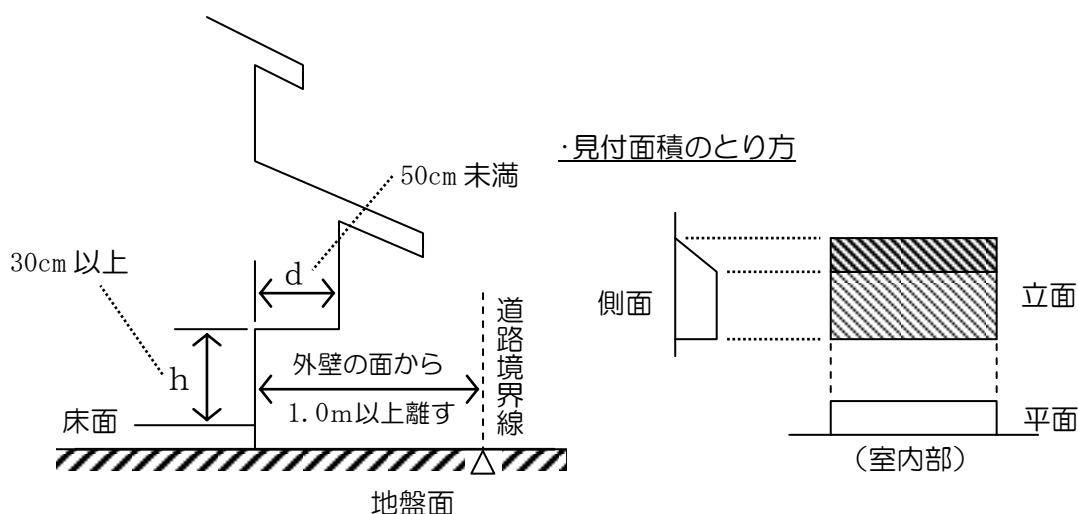 50cm 未満
30cm 以上
d
h
床面
外壁の面から
1.0m以上離す
道路境界線
地盤面
・見付面積のとり方
側面
立面
平面
(室内部)